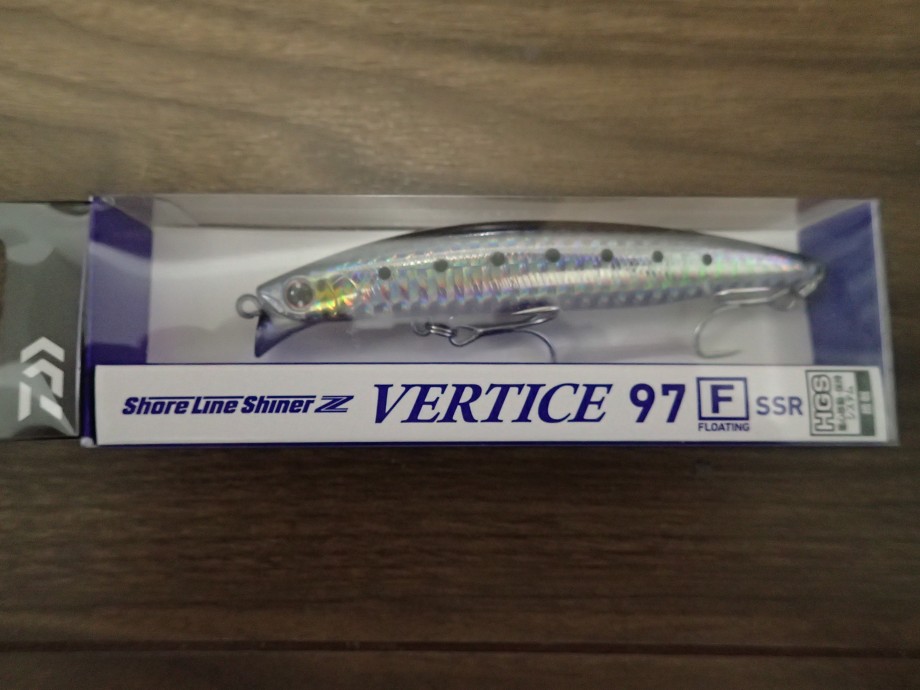 Shore Line Shiner Z VERTICE 97 F SSR
FLOATING
HGS